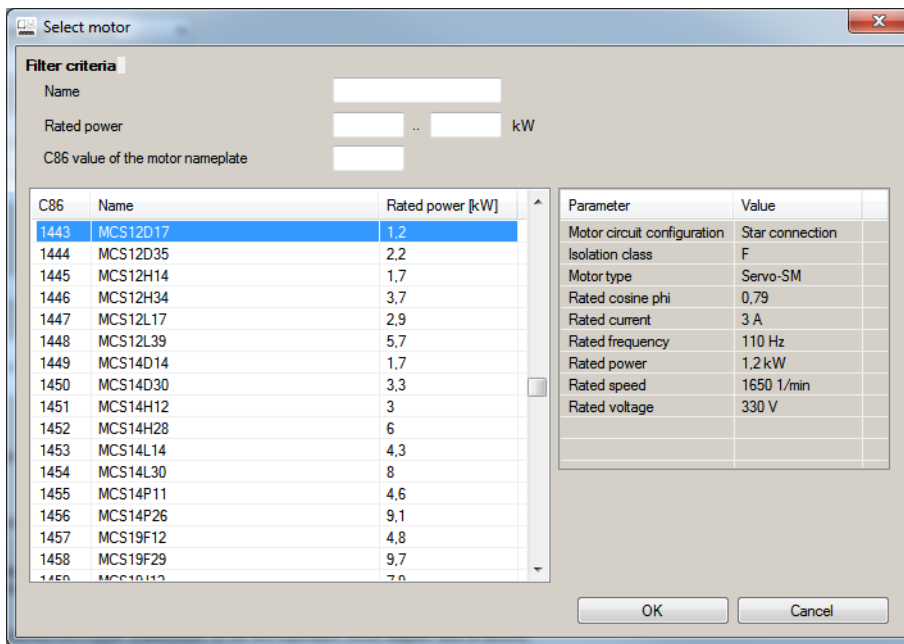 Select motor
Filter criteria
Name
Rated power .. kW
C86 value of the motor nameplate
C86 Name Rated power [kW]
1443 MCS12D17 1,2
1444 MCS12D35 2,2
1445 MCS12H14 1,7
1446 MCS12H34 3,7
1447 MCS12L17 2,9
1448 MCS12L39 5,7
1449 MCS14D14 1,7
1450 MCS14D30 3,3
1451 MCS14H12 3
1452 MCS14H28 6
1453 MCS14L14 4,3
1454 MCS14L30 8
1455 MCS14P11 4,6
1456 MCS14P26 9,1
1457 MCS19F12 4,8
1458 MCS19F29 9,7
Parameter Value
Motor circuit configuration Star connection
Isolation class F
Motor type Servo-SM
Rated cosine phi 0,79
Rated current 3 A
Rated frequency 110 Hz
Rated power 1,2 kW
Rated speed 1650 1/min
Rated voltage 330 V
OK Cancel